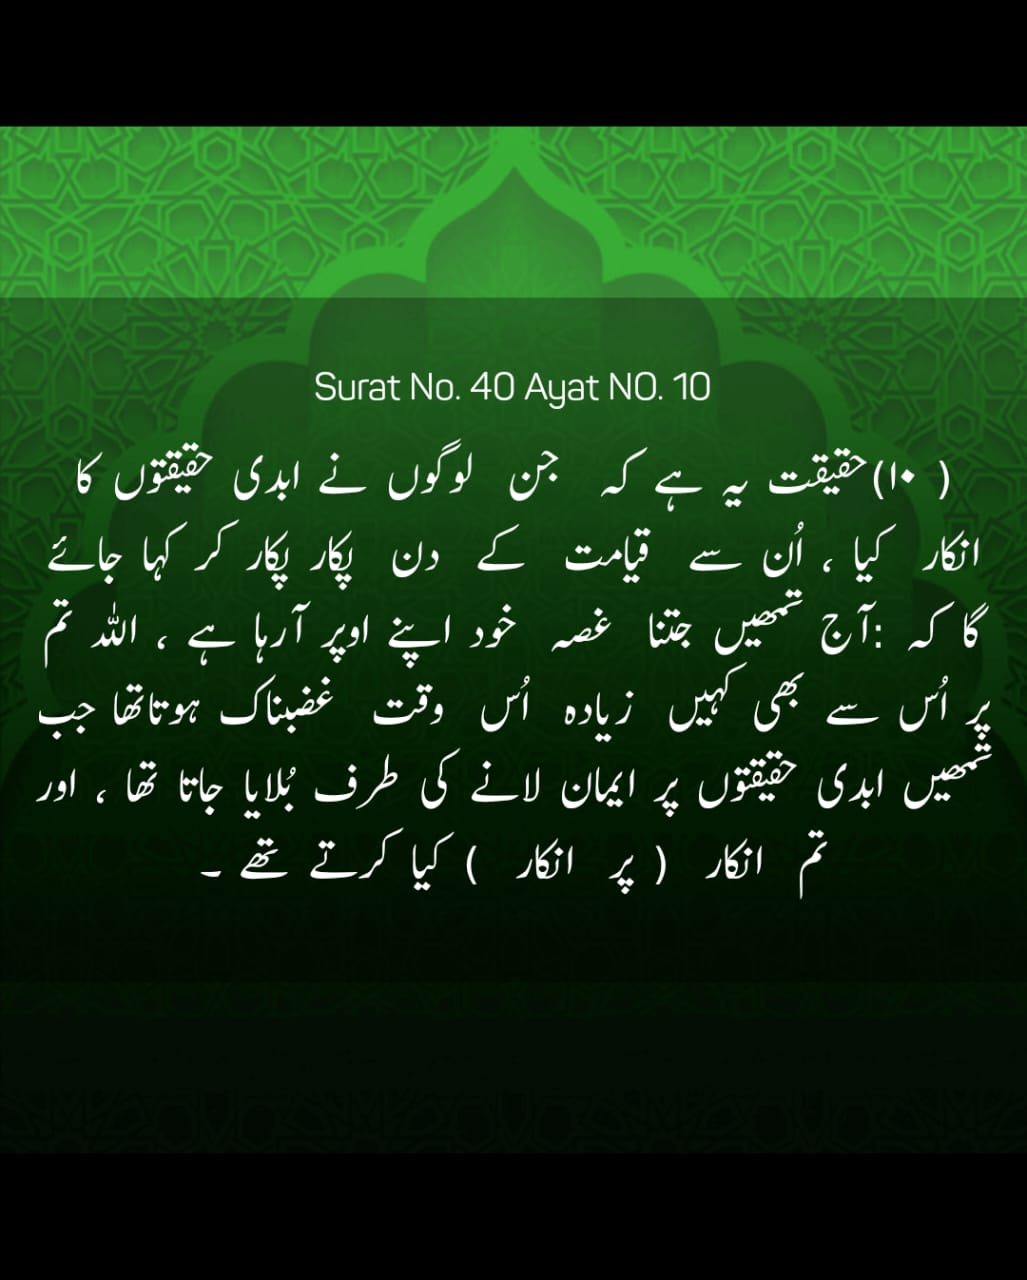 Surat No. 40 Ayat NO. 10
( ۱۰)حقیقت یہ ہے کہ جن لوگوں نے ابدی حقیقتوں کا
انکار کیا ، اُن سے قیامت کے دن پکار پکار کر کہا جائے
گا کہ :آج تمھیں جتنا غصہ خود اپنے اوپر آرہا ہے ، اللہ تم
پر اُس سے بھی کہیں زیادہ اُس وقت غضبناک ہوتاتھا جب
تمھیں ابدی حقیقتوں پر ایمان لانے کی طرف بُلایا جاتا تھا ، اور
تم انکار ( پر انکار ) کیا کرتے تھے ۔